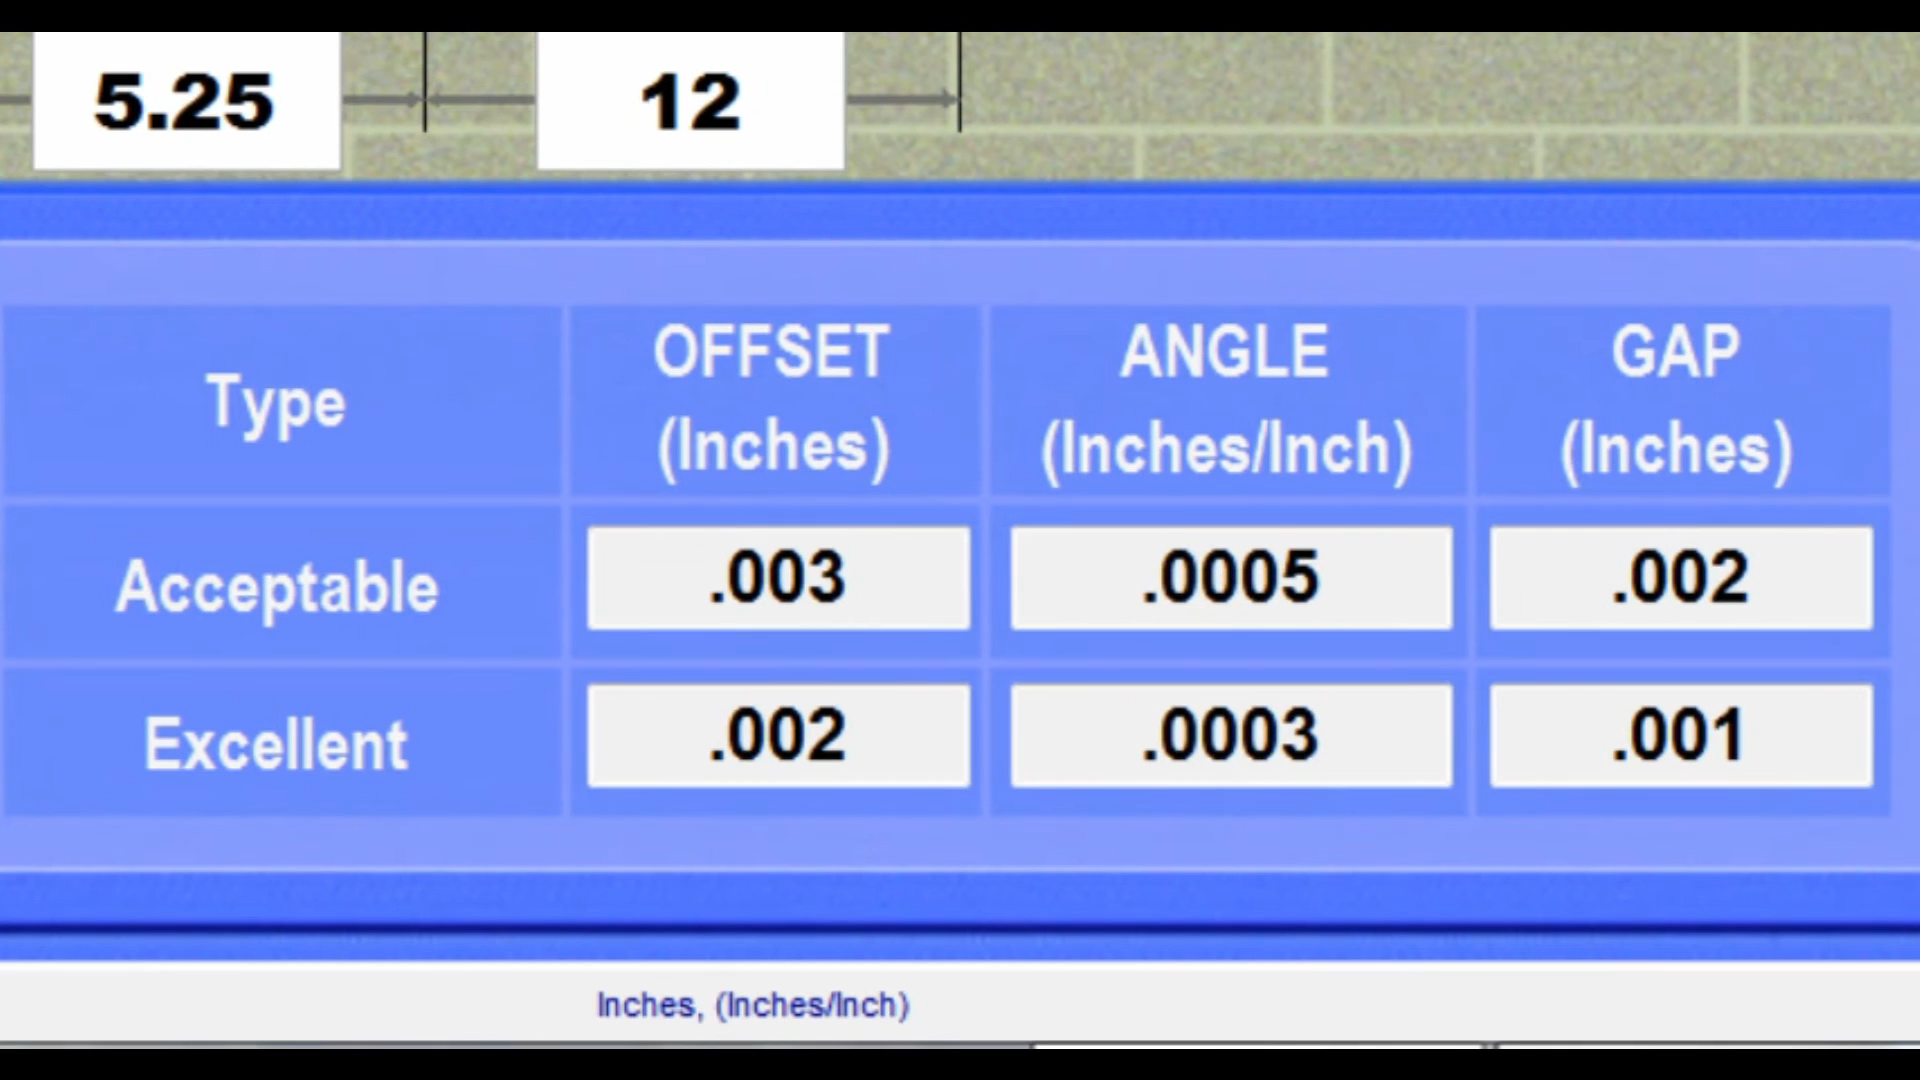 5.25 12
Type OFFSET (Inches) ANGLE (Inches/Inch) GAP (Inches)
Acceptable .003 .0005 .002
Excellent .002 .0003 .001
Inches, (Inches/Inch)